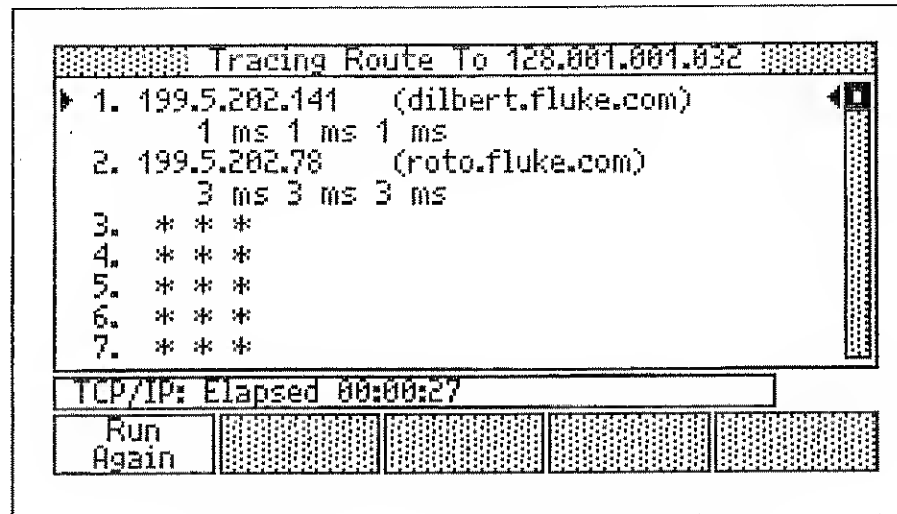 Tracing Route To 128.001.001.032
1. 199.5.202.141 (dilbert.fluke.com)
1 ms 1 ms 1 ms
2. 199.5.202.78 (roto.fluke.com)
3 ms 3 ms 3 ms
3. * * *
4. * * *
5. * * *
6. * * *
7. * * *
TCP/IP: Elapsed 00:00:27
Run
Again